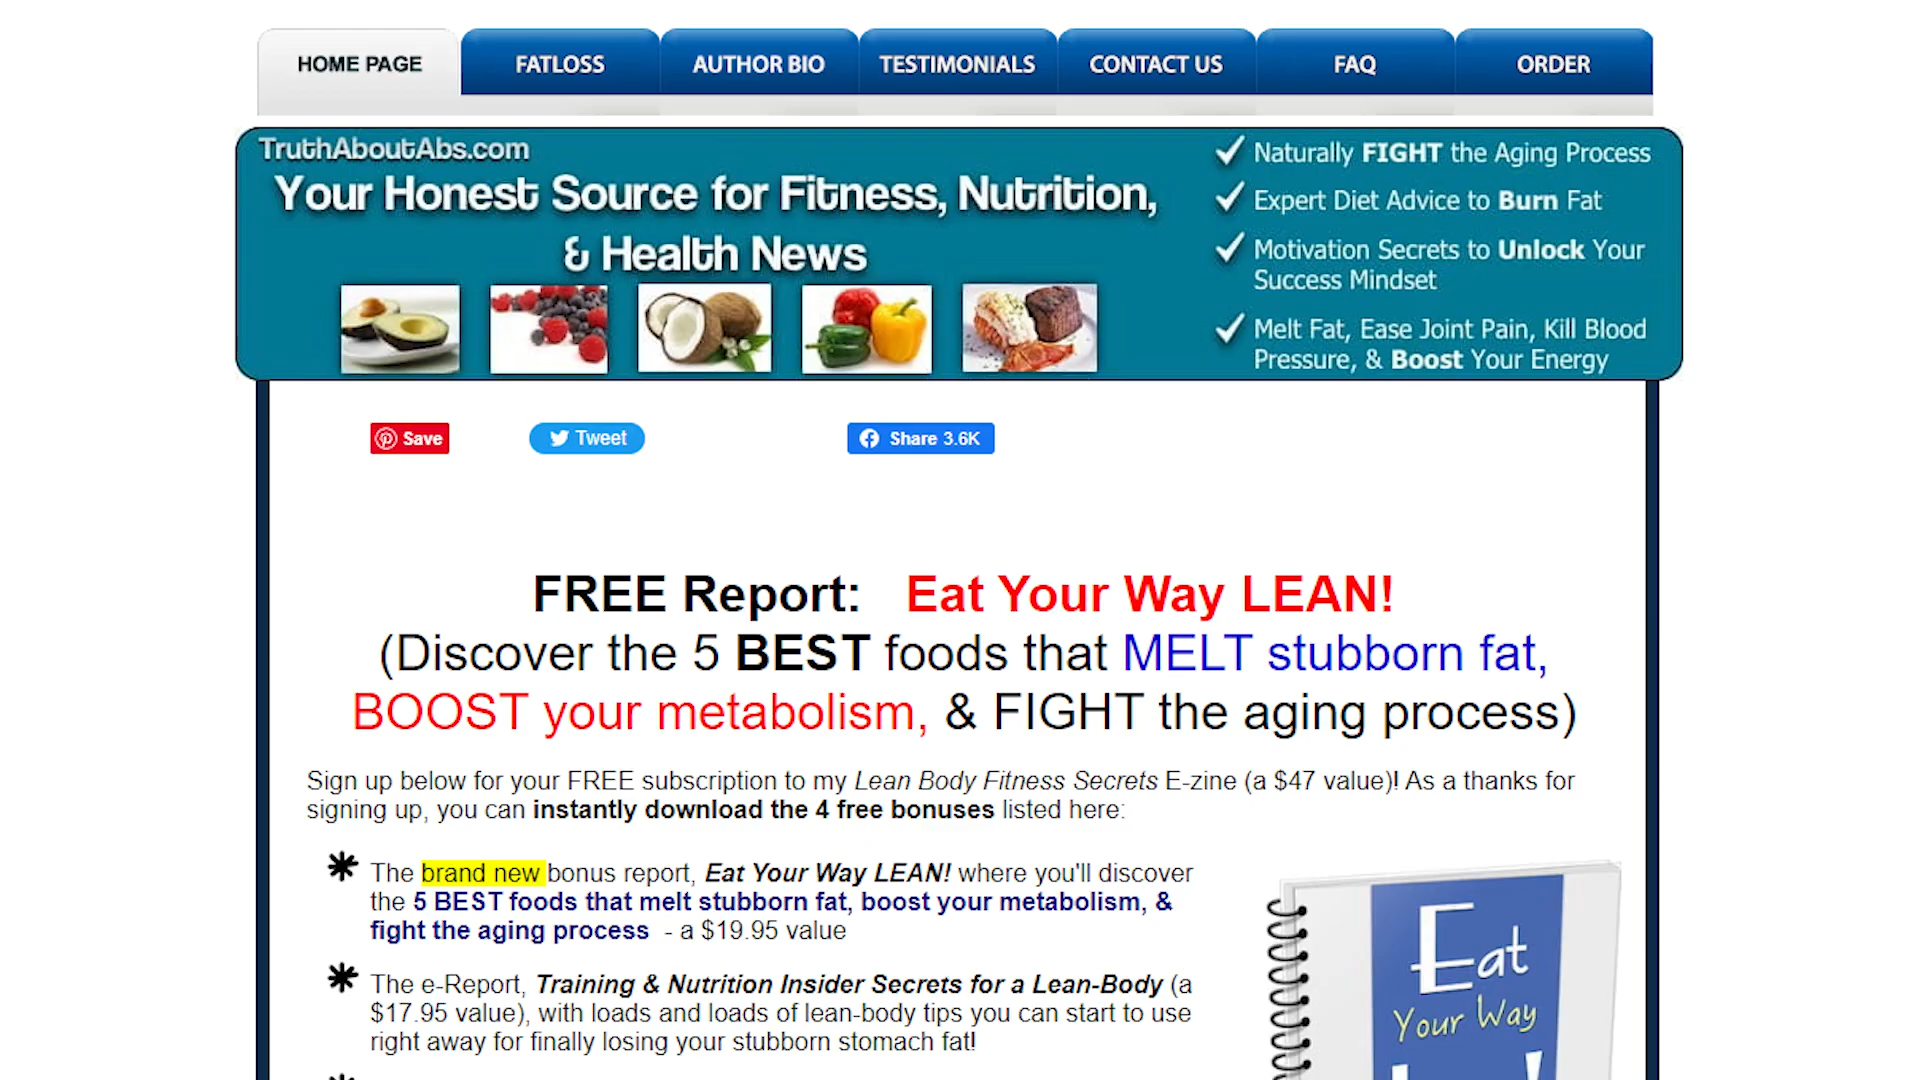 HOME PAGE FATLOSS AUTHOR BIO TESTIMONIALS CONTACT US FAQ ORDER
TruthAboutAbs.com
Your Honest Source for Fitness, Nutrition,
& Health News
Naturally FIGHT the Aging Process
Expert Diet Advice to Burn Fat
Motivation Secrets to Unlock Your
Success Mindset
Melt Fat, Ease Joint Pain, Kill Blood
Pressure, & Boost Your Energy
Save Tweet Share 3.6K
FREE Report: Eat Your Way LEAN!
(Discover the 5 BEST foods that MELT stubborn fat,
BOOST your metabolism, & FIGHT the aging process)
Sign up below for your FREE subscription to my Lean Body Fitness Secrets E-zine (a $47 value)! As a thanks for
signing up, you can instantly download the 4 free bonuses listed here:
The brand new bonus report, Eat Your Way LEAN! where you'll discover
the 5 BEST foods that melt stubborn fat, boost your metabolism, &
fight the aging process - a $19.95 value
The e-Report, Training & Nutrition Insider Secrets for a Lean-Body (a
$17.95 value), with loads and loads of lean-body tips you can start to use
right away for finally losing your stubborn stomach fat!
Eat
Your Way